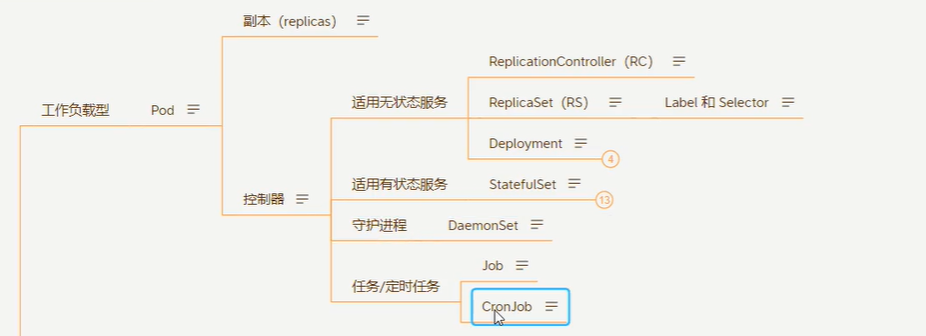 副本（replicas）
ReplicationController（RC）
适用无状态服务
ReplicaSet（RS）
Label 和 Selector
工作负载型
Pod
Deployment
4
适用有状态服务
StatefulSet
13
控制器
守护进程
DaemonSet
Job
任务/定时任务
CronJob